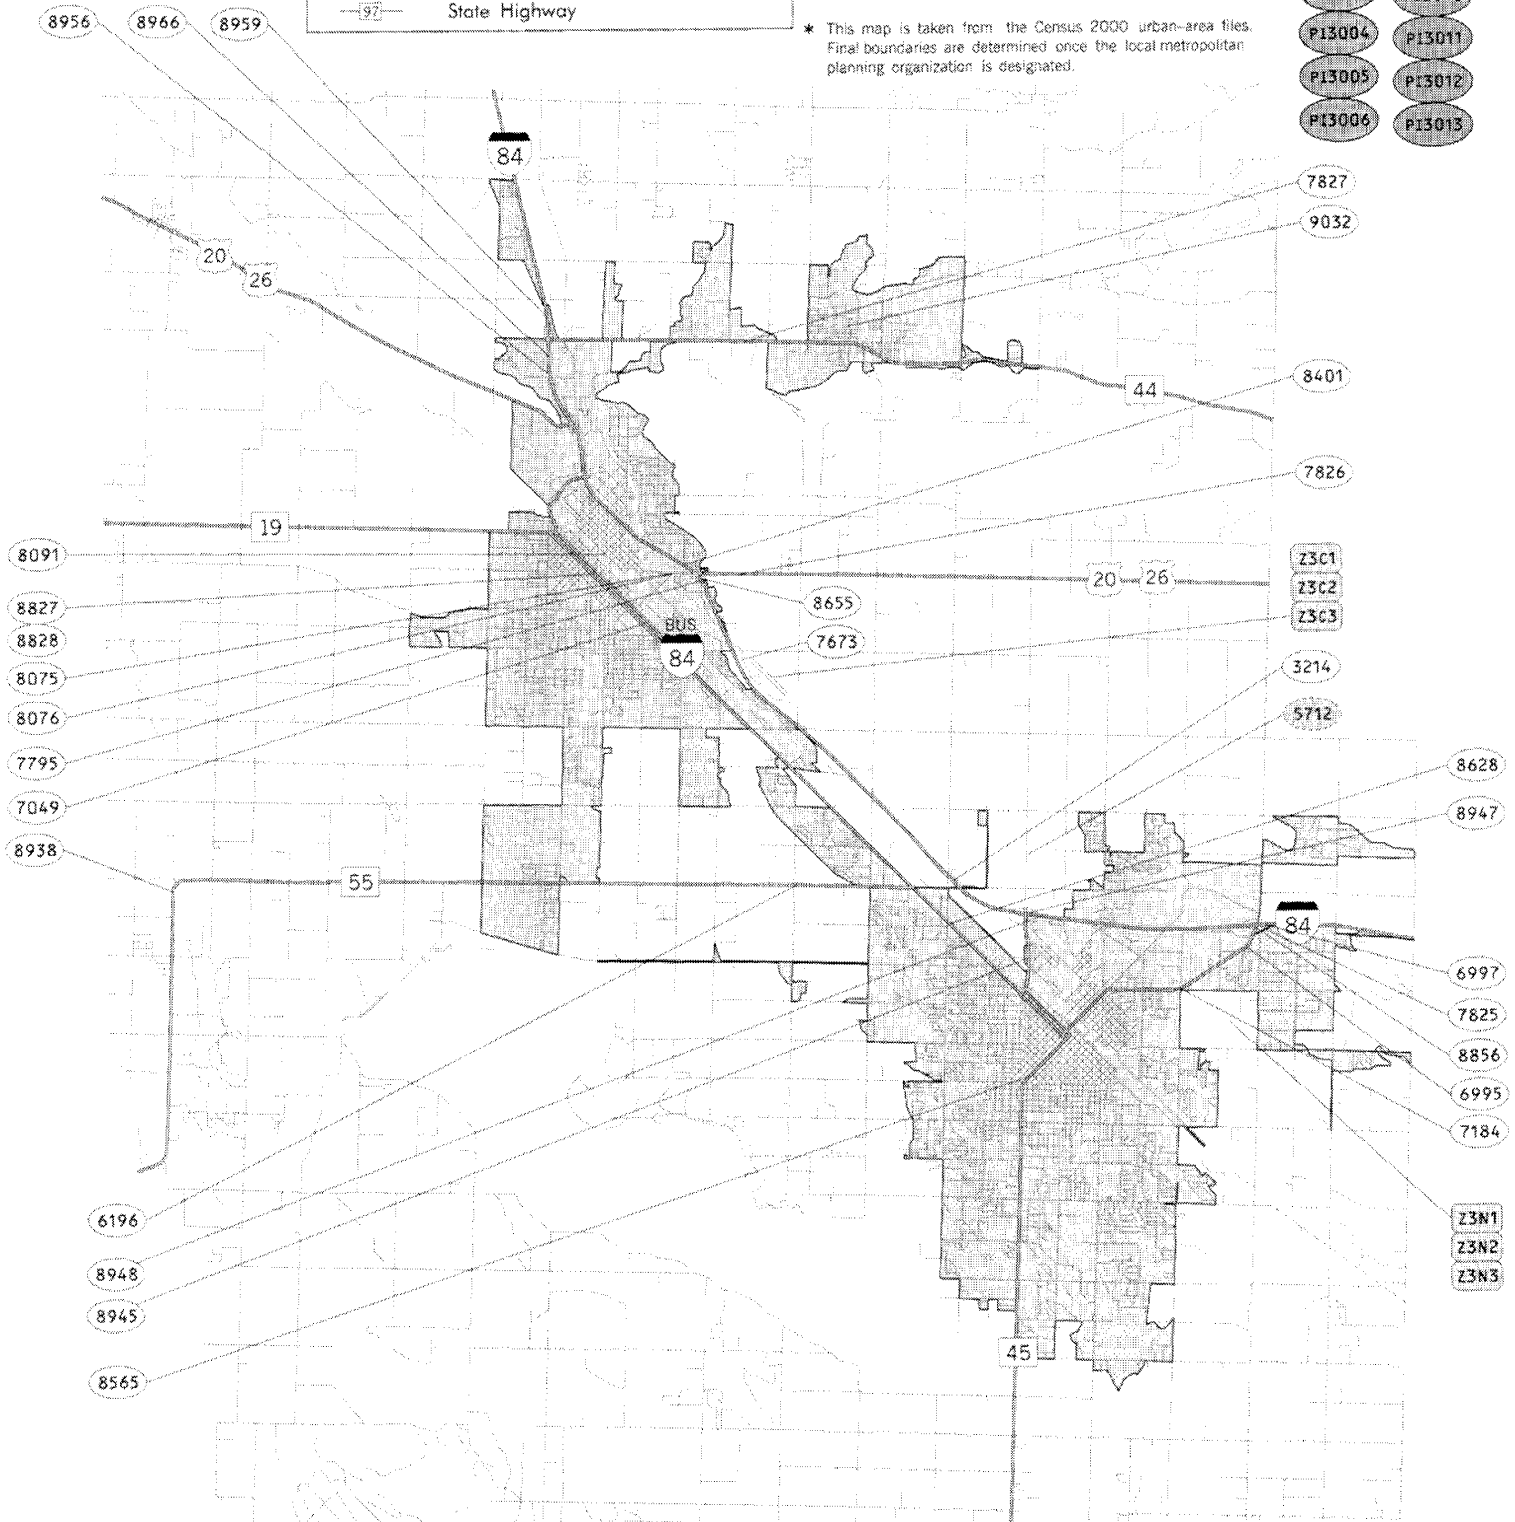 97 State Highway
8956 8966 8959
* This map is taken from the Census 2000 urban-area files.
Final boundaries are determined once the local metropolitan
planning organization is designated.
PI3004 PI3011
PI3005 PI3012
PI3006 PI3013
84
7827
9032
20
26
8401
44
7826
19
8091
Z3C1
20 26
Z3C2
8827
8655
Z3C3
BUS
84
8828
7673
3214
8075
5712
8076
7795
8628
7049
8947
8938
55
84
6997
7825
8856
6995
7184
6196
Z3N1
Z3N2
8948
Z3N3
8945
45
8565